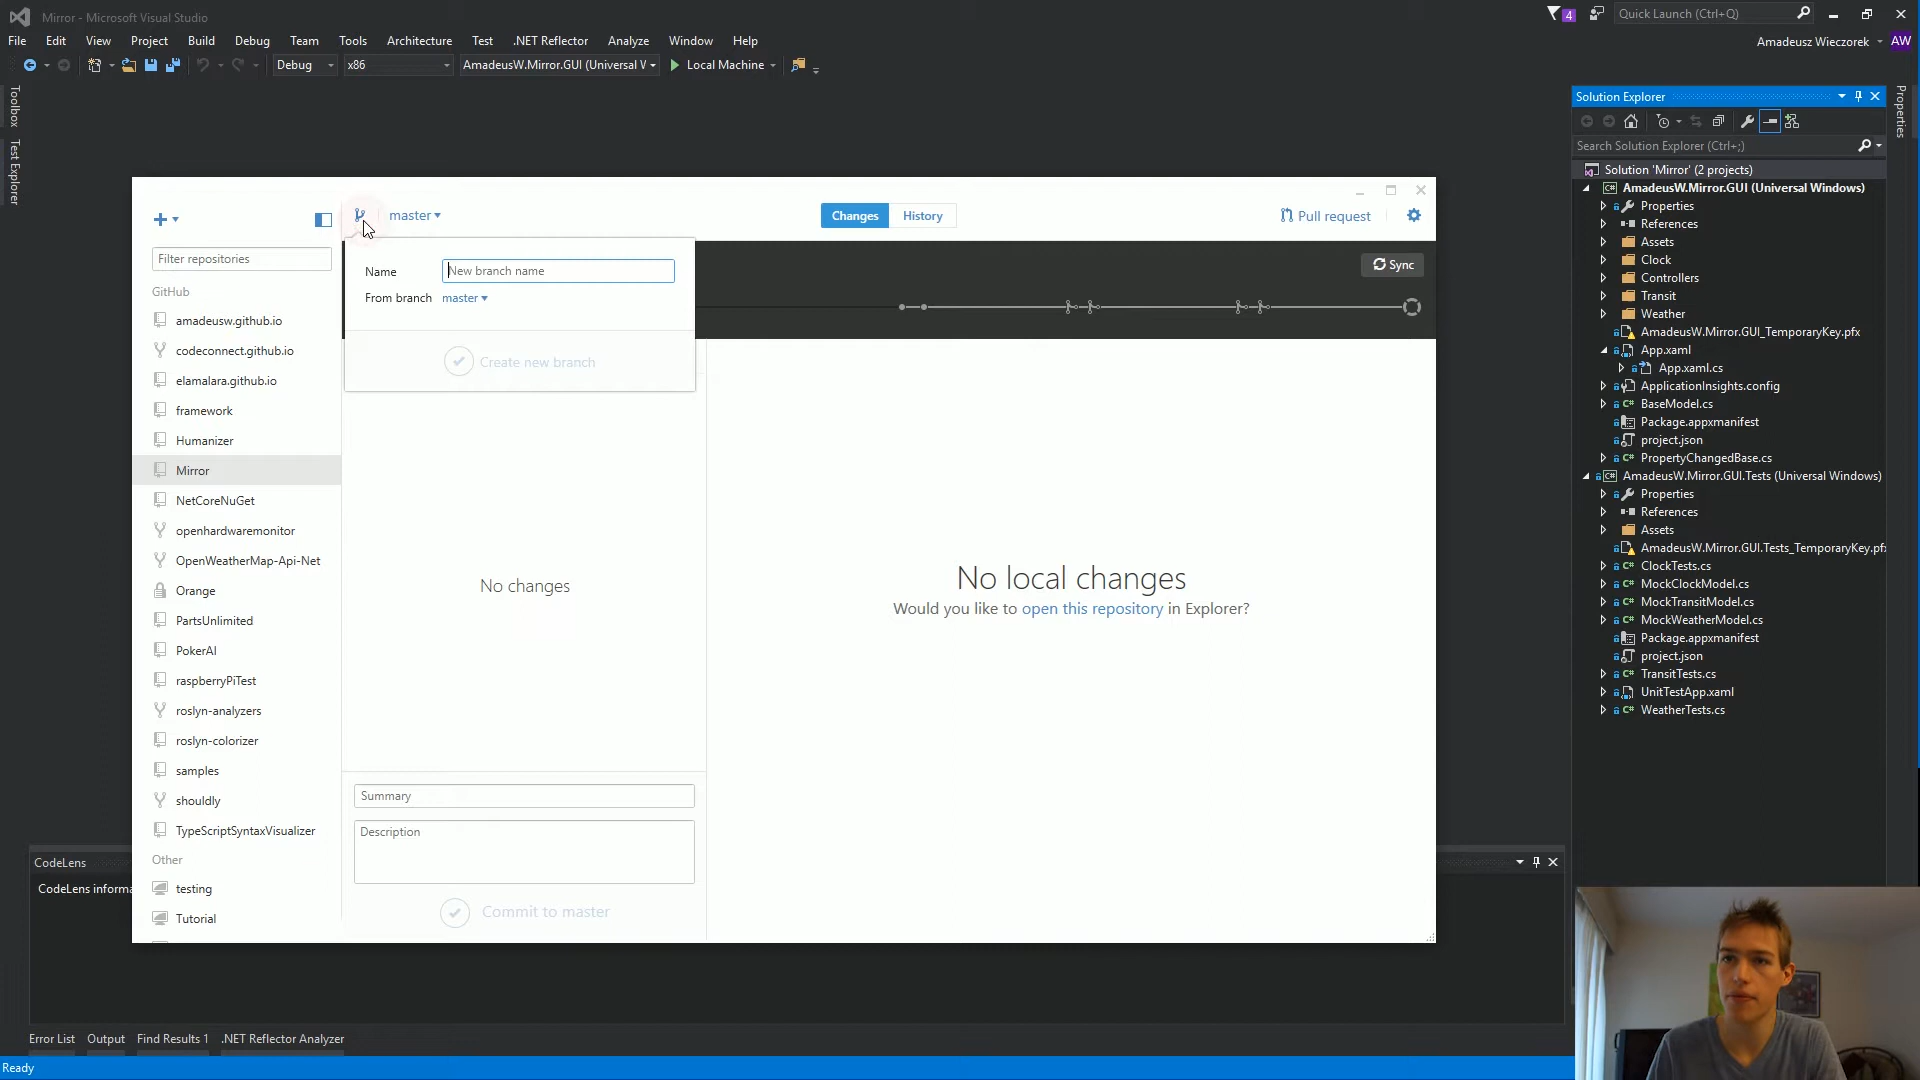 Mirror - Microsoft Visual Studio
4
Quick Launch (Ctrl+Q)
File Edit View Project Build Debug Team Tools Architecture Test .NET Reflector Analyze Window Help
Amadeusz Wieczorek AW
Debug x86 AmadeusW.Mirror.GUI (Universal V Local Machine
Toolbox
Test Explorer
Properties
Solution Explorer
Search Solution Explorer (Ctrl+;)
Solution 'Mirror' (2 projects)
AmadeusW.Mirror.GUI (Universal Windows)
Properties
References
Assets
Clock
Controllers
Transit
Weather
AmadeusW.Mirror.GUI_TemporaryKey.pfx
App.xaml
App.xaml.cs
ApplicationInsights.config
C# BaseModel.cs
Package.appxmanifest
project.json
C# PropertyChangedBase.cs
AmadeusW.Mirror.GUI.Tests (Universal Windows)
Properties
References
Assets
AmadeusW.Mirror.GUI.Tests_TemporaryKey.pfx
C# ClockTests.cs
C# MockClockModel.cs
C# MockTransitModel.cs
C# MockWeatherModel.cs
Package.appxmanifest
project.json
C# TransitTests.cs
UnitTestApp.xaml
C# WeatherTests.cs
master
Changes History
Pull request
Filter repositories
GitHub
amadeusw.github.io
codeconnect.github.io
elamalara.github.io
framework
Humanizer
Mirror
NetCoreNuGet
openhardwaremonitor
OpenWeatherMap-Api-Net
Orange
PartsUnlimited
PokerAI
raspberryPiTest
roslyn-analyzers
roslyn-colorizer
samples
shouldly
TypeScriptSyntaxVisualizer
Other
testing
Tutorial
Name New branch name
From branch master
Create new branch
Sync
No changes
No local changes
Would you like to open this repository in Explorer?
Summary
Description
Commit to master
CodeLens
CodeLens informa
Error List Output Find Results 1 .NET Reflector Analyzer
Ready